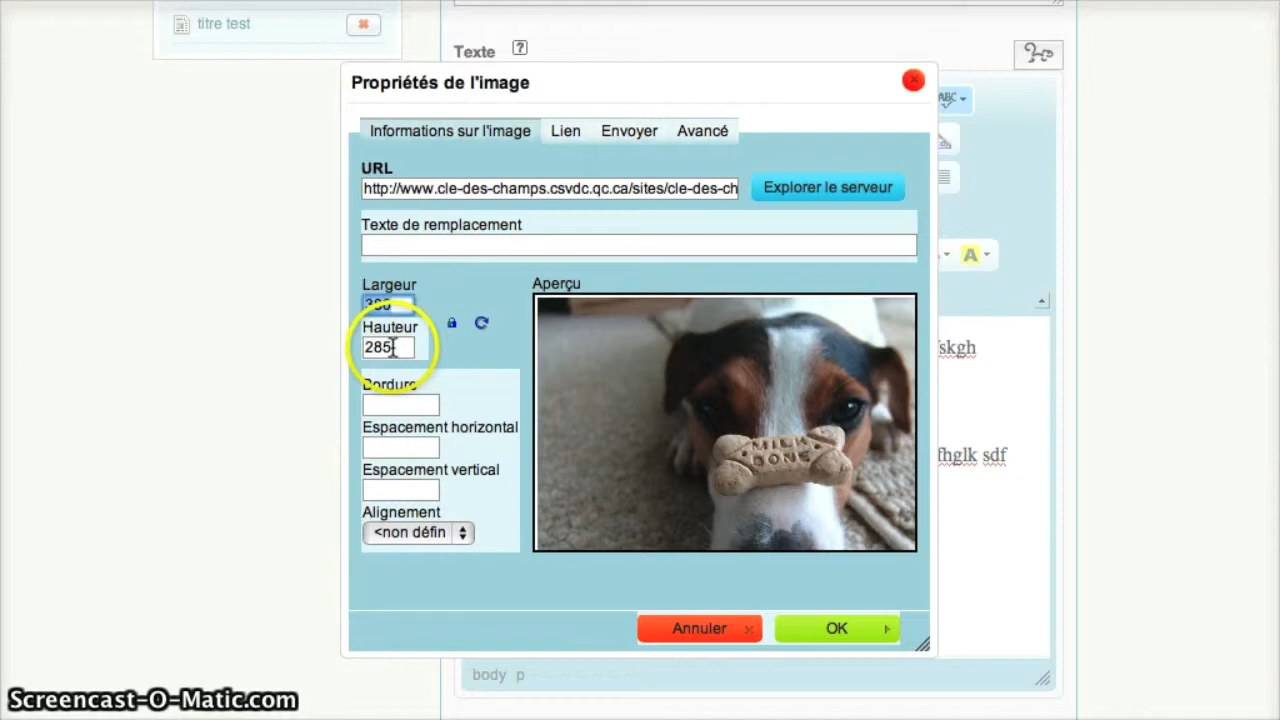 titre test
Texte ?
Propriétés de l'image
Informations sur l'image Lien Envoyer Avancé
ABC
URL
http://www.cle-des-champs.csvdc.qc.ca/sites/cle-des-ch
Explorer le serveur
Texte de remplacement
A
Largeur
Aperçu
Hauteur
285
skgh
Bordure
MILK
BONE
Espacement horizontal
fhglk sdf
Espacement vertical
Alignement
<non défin
Annuler
OK
body p
Screencast-O-Matic.com